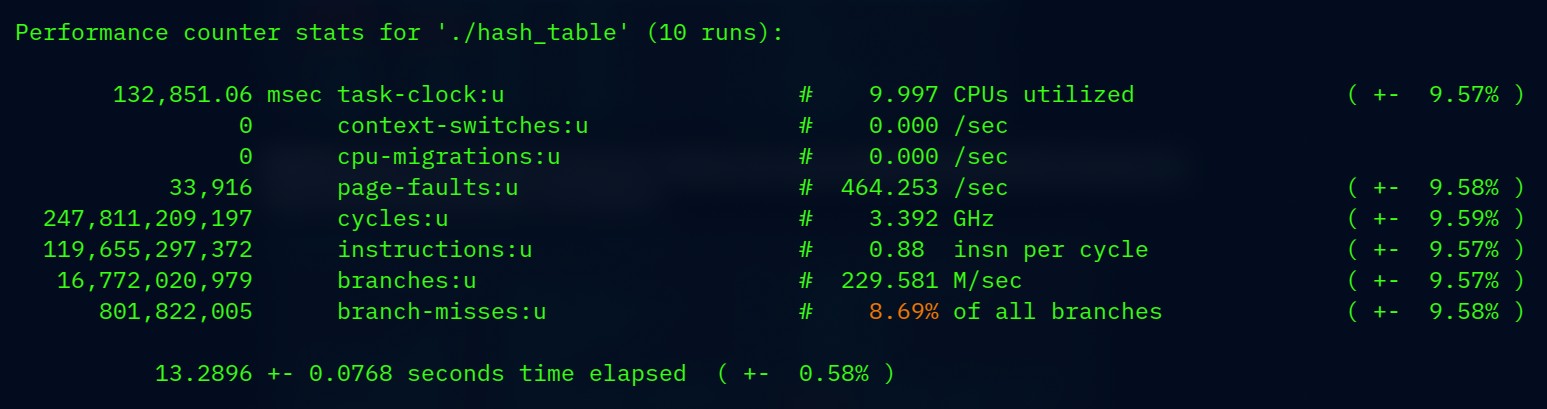 Performance counter stats for './hash_table' (10 runs):
132,851.06 msec task-clock:u # 9.997 CPUs utilized ( +- 9.57% )
0 context-switches:u # 0.000 /sec
0 cpu-migrations:u # 0.000 /sec
33,916 page-faults:u # 464.253 /sec ( +- 9.58% )
247,811,209,197 cycles:u # 3.392 GHz ( +- 9.59% )
119,655,297,372 instructions:u # 0.88 insn per cycle ( +- 9.57% )
16,772,020,979 branches:u # 229.581 M/sec ( +- 9.57% )
801,822,005 branch-misses:u # 8.69% of all branches ( +- 9.58% )
13.2896 +- 0.0768 seconds time elapsed ( +- 0.58% )